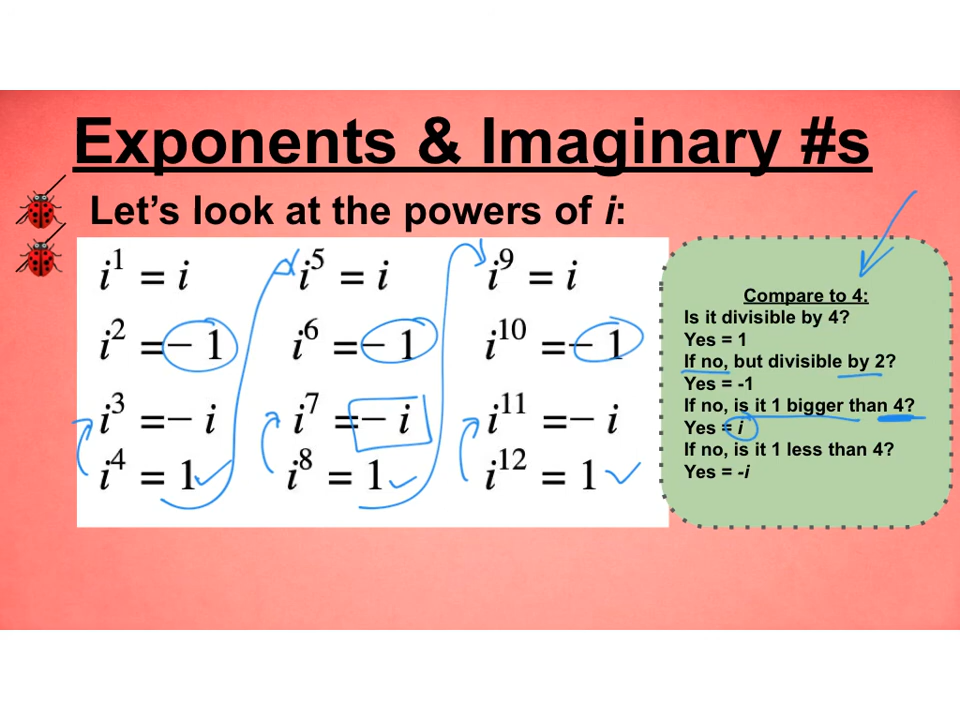 Exponents & Imaginary #s
Let's look at the powers of i:
i¹ = i
i² =− 1
i³ =− i
i⁴ = 1
i⁵ = i
i⁶ =− 1
i⁷ =− i
i⁸ = 1
i⁹ = i
i¹⁰ =− 1
i¹¹ =− i
i¹² = 1
Compare to 4:
Is it divisible by 4?
Yes = 1
If no, but divisible by 2?
Yes = -1
If no, is it 1 bigger than 4?
Yes = i
If no, is it 1 less than 4?
Yes = -i